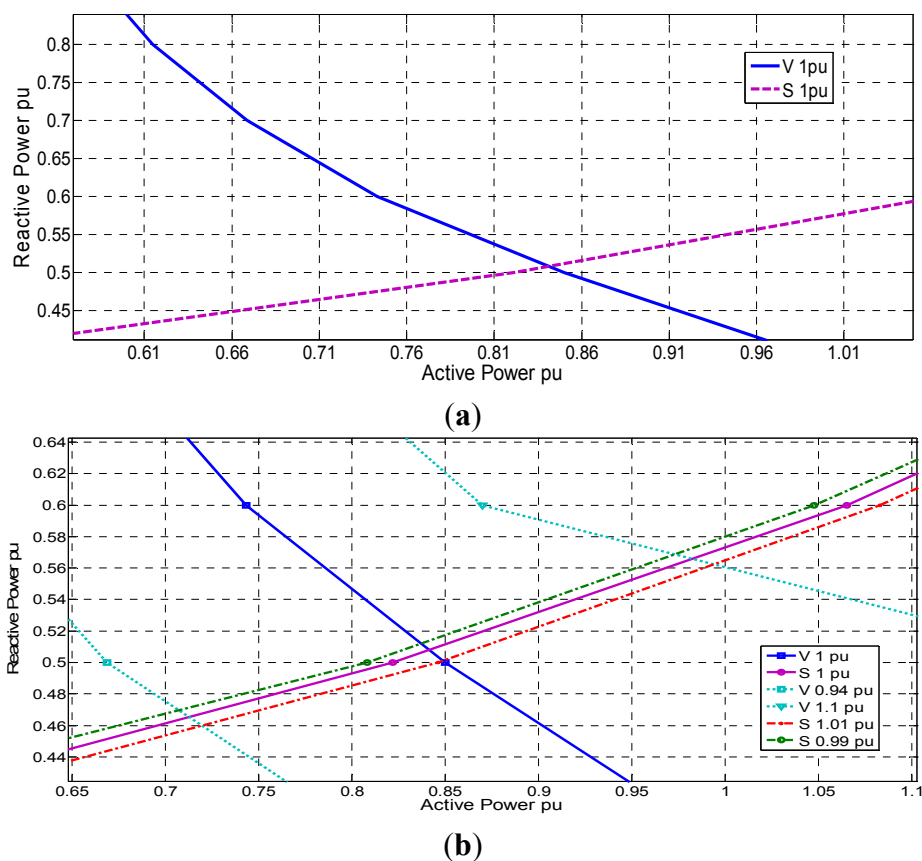 0.8
0.75
0.7
0.65
0.6
0.55
0.5
0.45
Reactive Power pu
V 1pu
S 1pu
0.61 0.66 0.71 0.76 0.81 0.86 0.91 0.96 1.01
Active Power pu
(a)
0.64
0.62
0.6
0.58
0.56
0.54
0.52
0.5
0.48
0.46
0.44
Reactive Power pu
V 1 pu
S 1 pu
V 0.94 pu
V 1.1 pu
S 1.01 pu
S 0.99 pu
0.65 0.7 0.75 0.8 0.85 0.9 0.95 1 1.05 1.1
Active Power pu
(b)